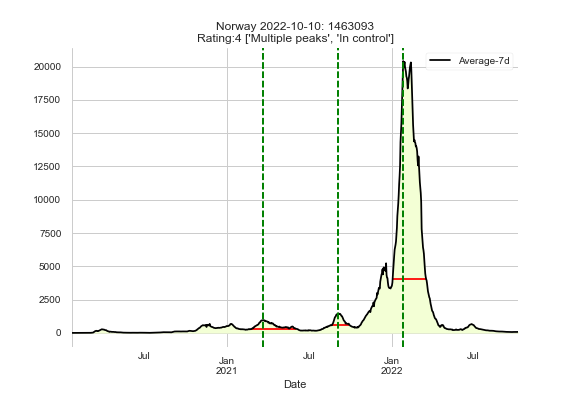 Norway 2022-10-10: 1463093
Rating:4 ['Multiple peaks', 'In control']
Average-7d
20000
17500
15000
12500
10000
7500
5000
2500
0
Jul
Jan
2021
Jul
Jan
2022
Jul
Date